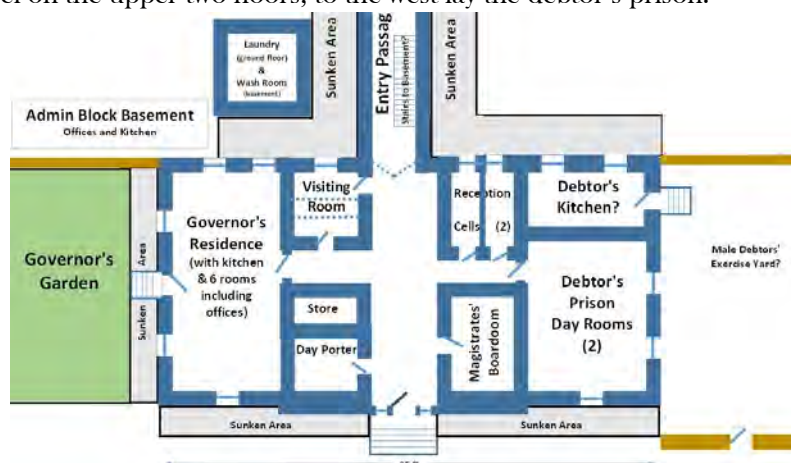 on the upper two floors, to the west lay the debtor's prison.
Laundry
(ground floor)
&
Wash Room
(basement)
Sunken Area
Entry Passag
Stairs to Basement?
Sunken Area
Admin Block Basement
Offices and Kitchen
Governor's
Garden
Area
Sunken
Governor's
Residence
(with kitchen
& 6 rooms
including
offices)
Visiting
Room
Store
Day Porter
Reception
Cells (2)
Magistrates'
Boardoom
Debtor's
Kitchen?
Debtor's
Prison
Day Rooms
(2)
Male Debtors'
Exercise Yard?
Sunken Area
Sunken Area